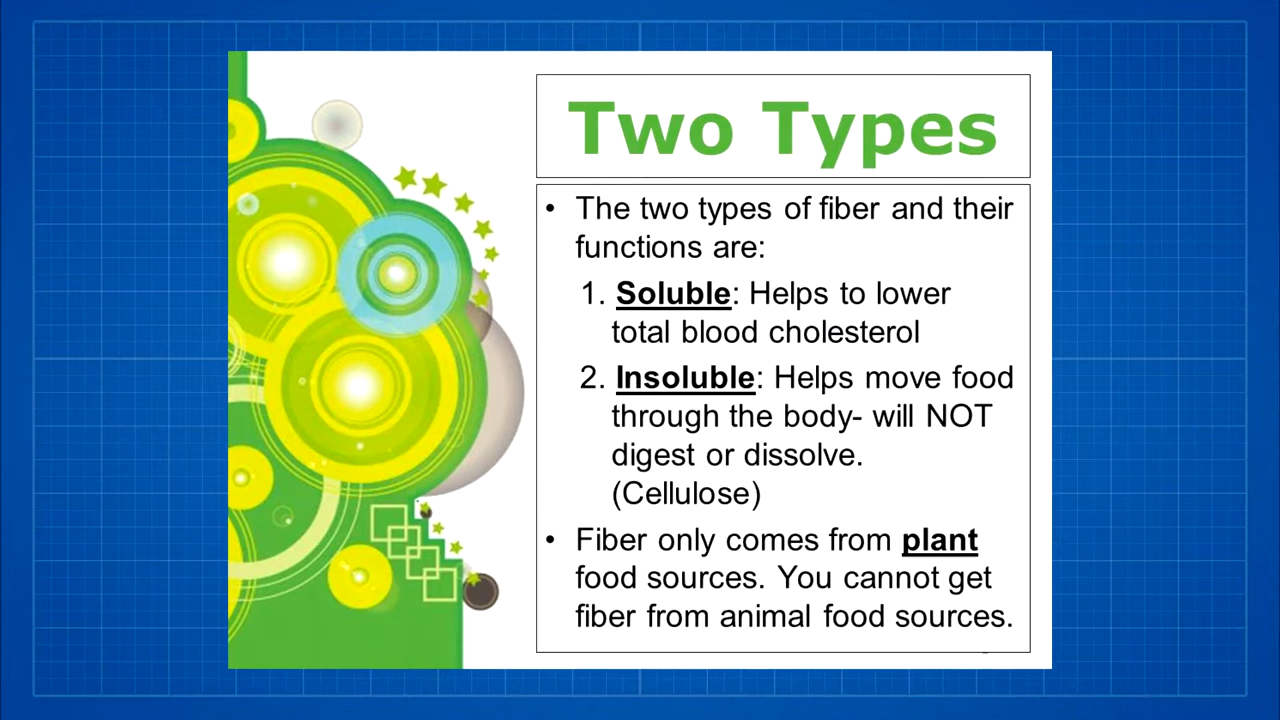 Two Types
• The two types of fiber and their
functions are:
1. Soluble: Helps to lower
total blood cholesterol
2. Insoluble: Helps move food
through the body- will NOT
digest or dissolve.
(Cellulose)
• Fiber only comes from plant
food sources. You cannot get
fiber from animal food sources.